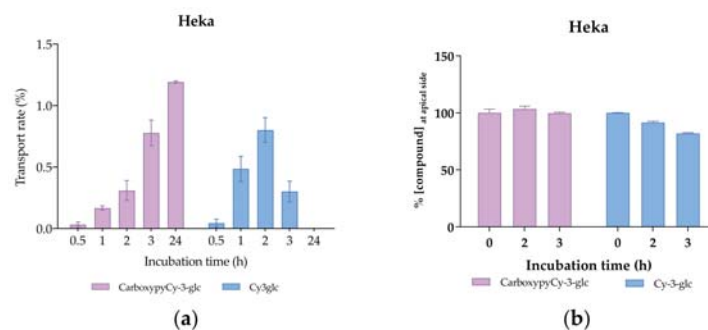 Heka
1.5
1.0
0.5
0.0
Transport rate (%)
0.5 1 2 3 24 0.5 1 2 3 24
Incubation time (h)
CarboxypyCy-3-glc Cy3glc
(a)
Heka
150
100
50
0
% [compound] at apical side
0 2 3 0 2 3
Incubation time (h)
CarboxypyCy-3-glc Cy-3-glc
(b)